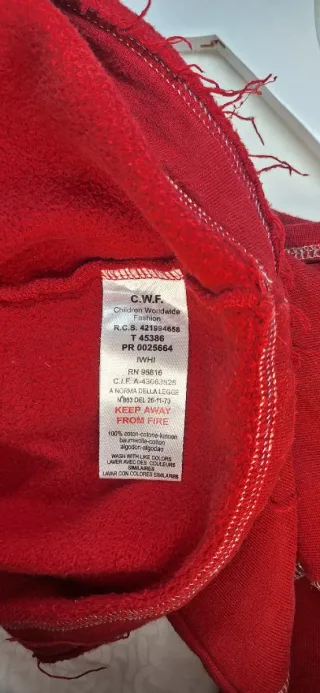 C.W.F.
Children Worldwide
Fashion
R.C.S. 421994658
T 45386
PR 0025664
/WHI
RN 95816
C.I.F. A-43063825
A NORMA DELLA LEGGE
N°883 DEL 26-11-73
KEEP AWAY
FROM FIRE
100% coton-cotone-katoen
baumwolle-cotton
algodon-algodao
WASH WITH LIKE COLORS
LAVER AVEC DES COULEURS
SIMILAIRES
LAVAR CON COLORES SIMILARES